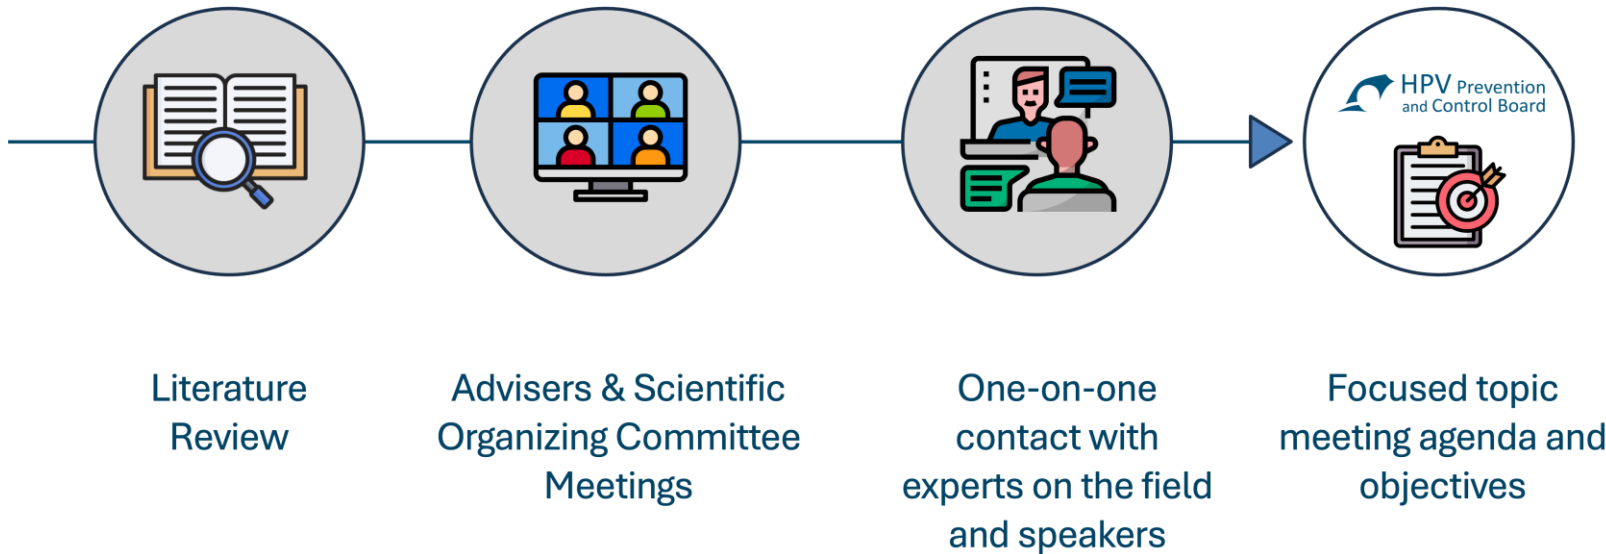 HPV Prevention
and Control Board
Literature
Review
Advisers & Scientific
Organizing Committee
Meetings
One-on-one
contact with
experts on the field
and speakers
Focused topic
meeting agenda and
objectives